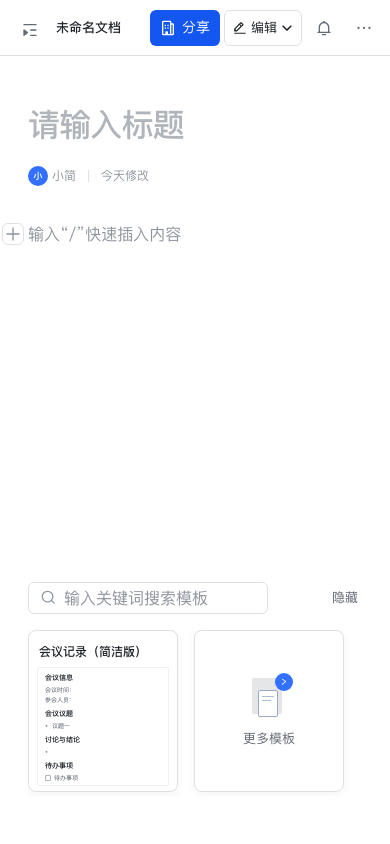 未命名文档
分享
编辑
请输入标题
小
小简
今天修改
输入“/”快速插入内容
输入关键词搜索模板
隐藏
会议记录（简洁版）
会议信息
会议时间:
参会人员:
会议议题
• 议题一
讨论与结论
•
待办事项
待办事项
更多模板